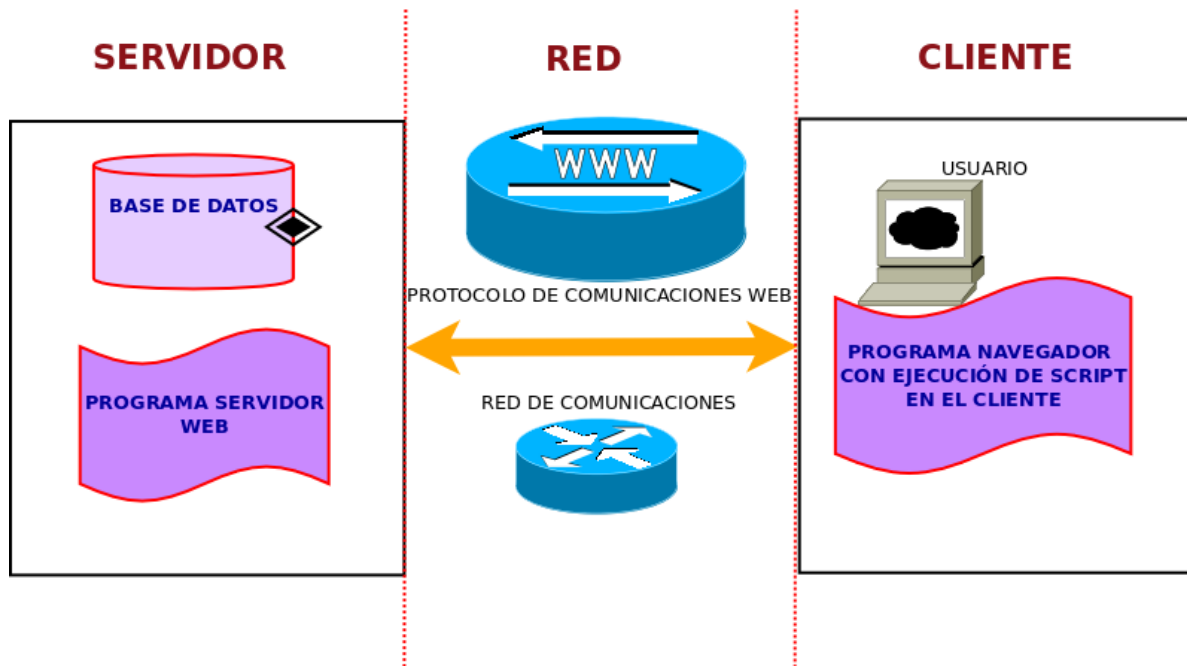 SERVIDOR
RED
CLIENTE
BASE DE DATOS
PROGRAMA SERVIDOR
WEB
WWW
PROTOCOLO DE COMUNICACIONES WEB
RED DE COMUNICACIONES
USUARIO
PROGRAMA NAVEGADOR
CON EJECUCIÓN DE SCRIPT
EN EL CLIENTE